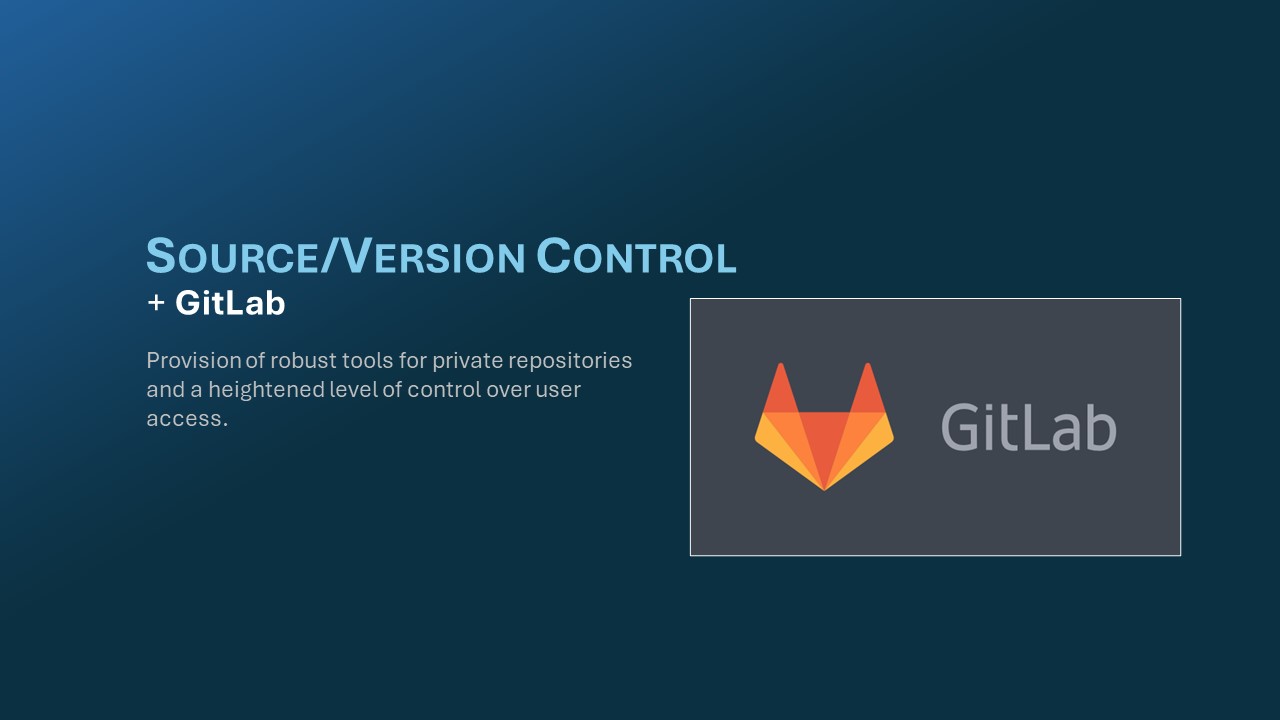 SOURCE/VERSION CONTROL
+ GitLab
Provision of robust tools for private repositories
and a heightened level of control over user
access.
GitLab